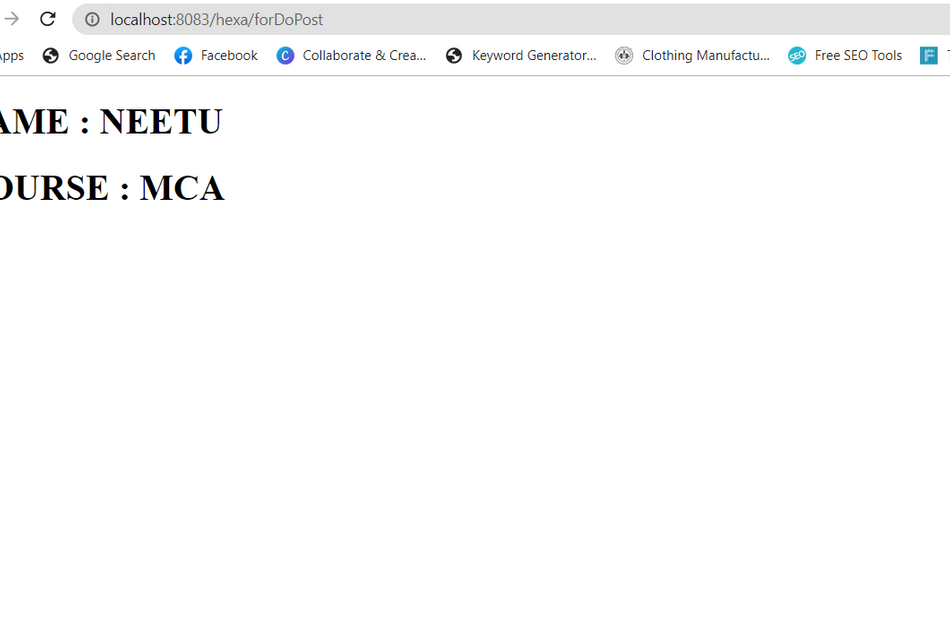 localhost:8083/hexa/forDoPost
pps Google Search Facebook Collaborate & Crea... Keyword Generator... Clothing Manufactu... Free SEO Tools
AME : NEETU
OURSE : MCA